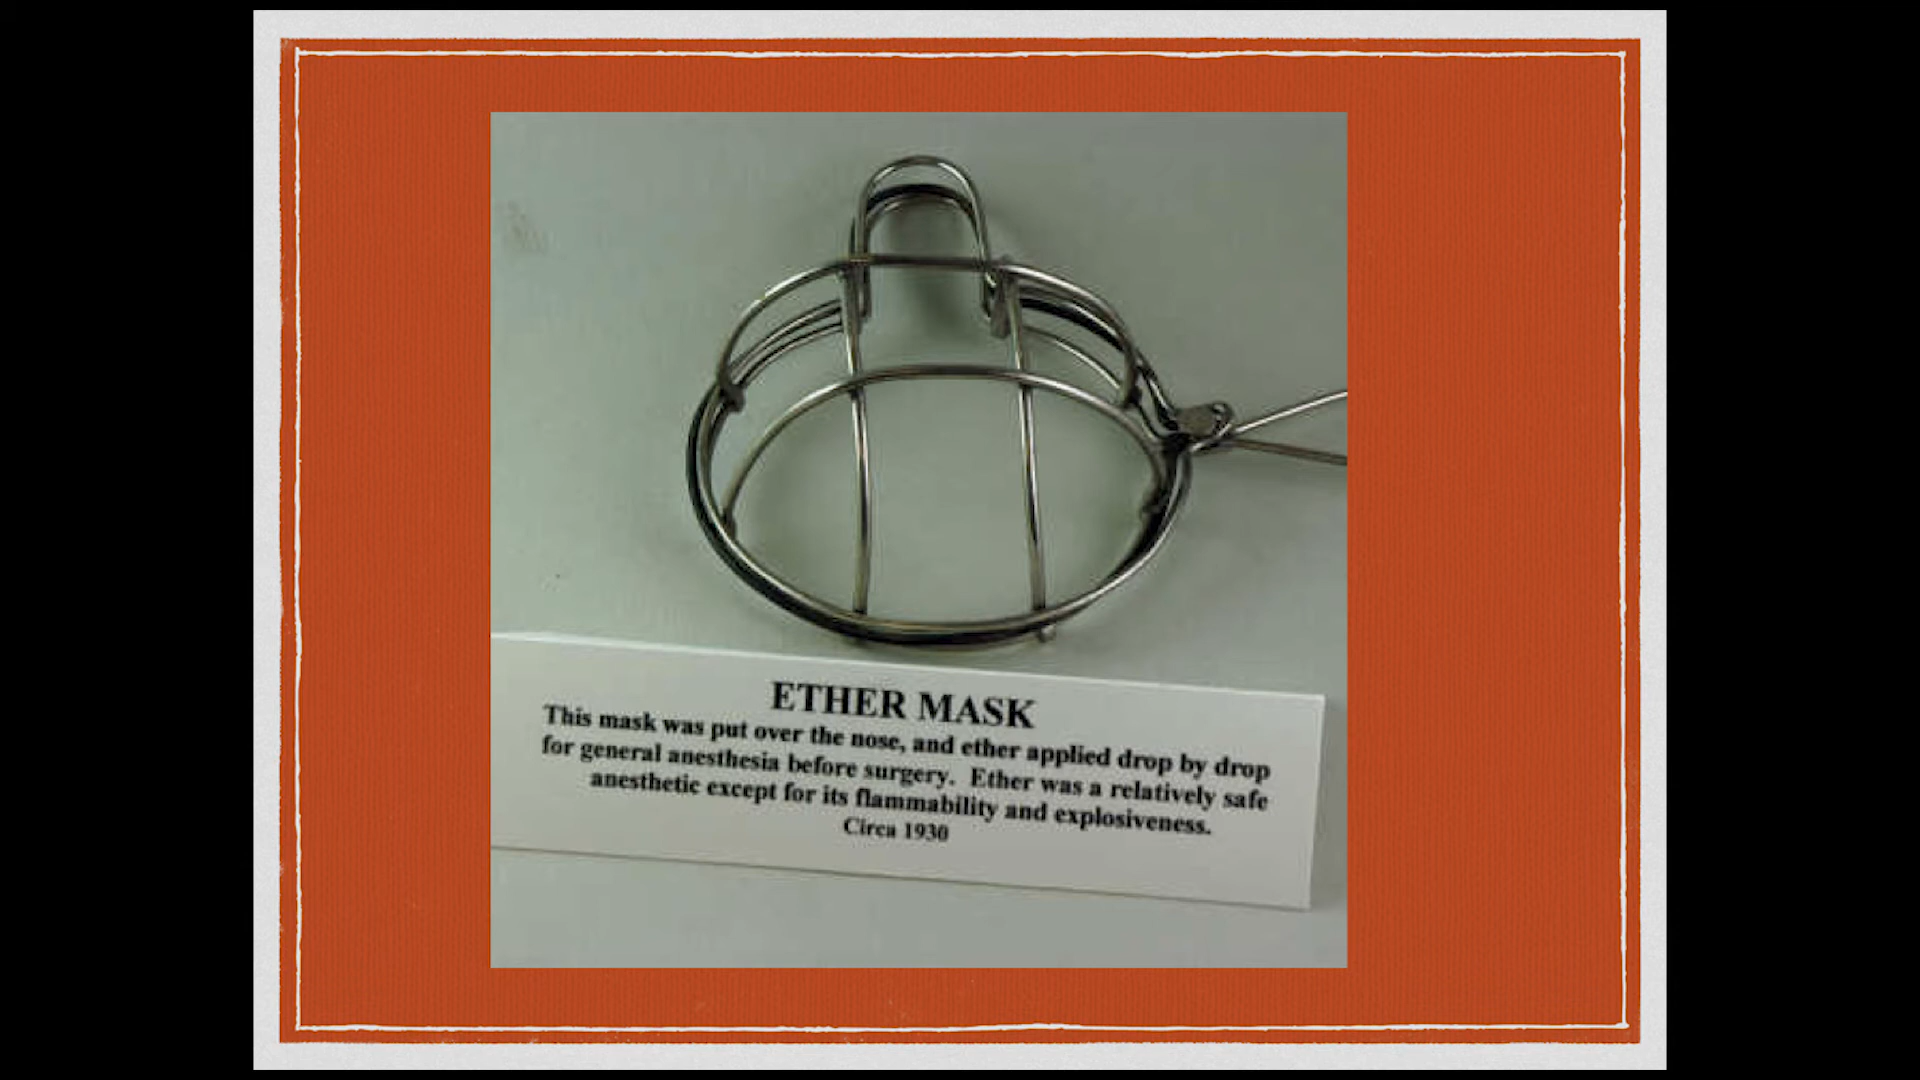 ETHER MASK
This mask was put over the nose, and ether applied drop by drop
for general anesthesia before surgery. Ether was a relatively safe
anesthetic except for its flammability and explosiveness.
Circa 1930